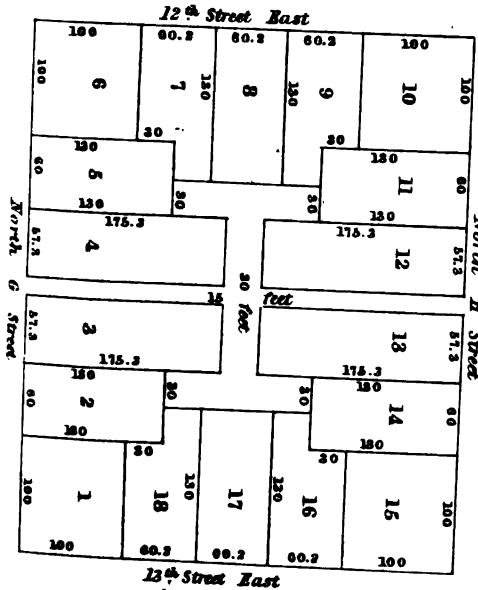 12th Street East
100 60.2 60.2 60.2 100
100 6 7 130 8 130 9 10 100
30 30
130 130
60 5 11 60
130 30 30 130
175.3 175.3
57.3 4 12 57.3
North G Street
North H Street
15 feet
30 feet
57.3 3 13 57.3
175.3 175.3
130 30 30 130
60 2 14 60
130 130
30 30
100 1 18 130 17 130 16 15 100
100 60.2 60.2 60.2 100
13th Street East